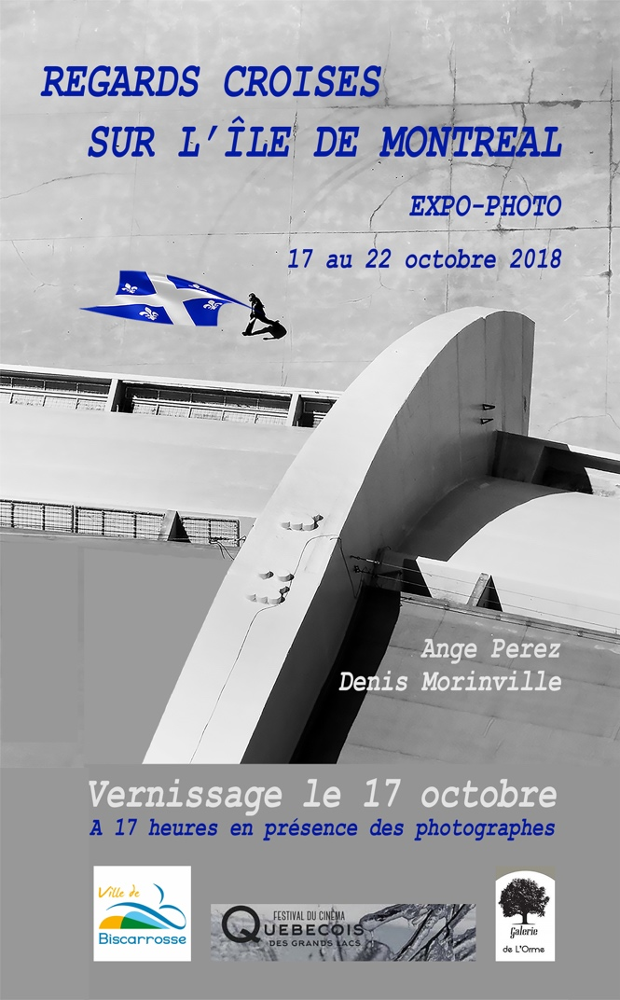 REGARDS CROISES
SUR L'ÎLE DE MONTREAL
EXPO-PHOTO
17 au 22 octobre 2018
Ange Perez
Denis Morinville
Vernissage le 17 octobre
A 17 heures en présence des photographes
Ville de
Biscarrosse
FESTIVAL DU CINÉMA
QUEBECOIS
DES GRANDS LACS
Galerie
de L'Orme